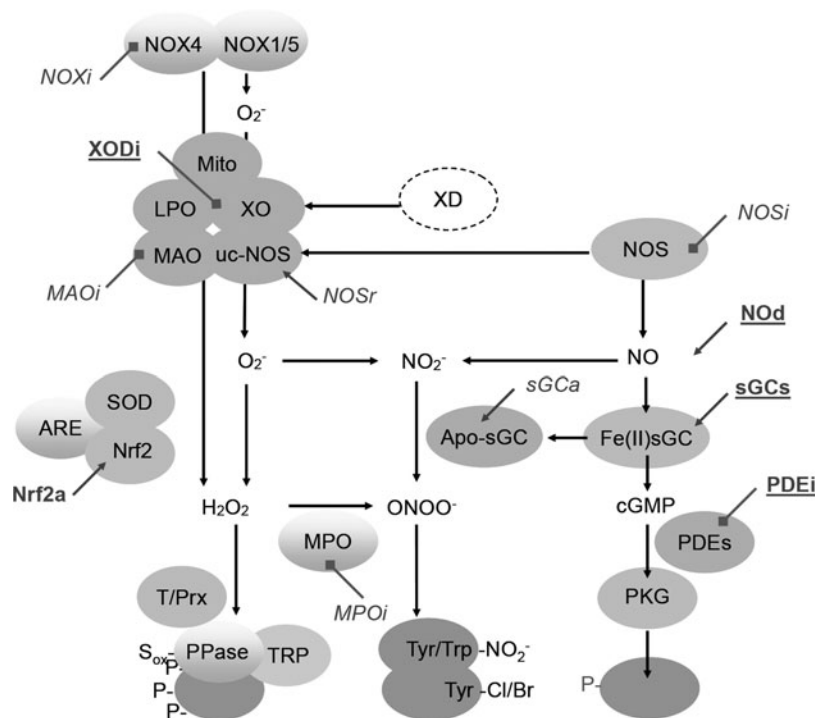 NOX4 NOX1/5
NOXi
O₂⁻
XODi
Mito
XD
LPO XO
NOSi
MAO uc-NOS NOS
MAOi NOSr
NOd
O₂⁻ NO₂⁻ NO
sGCa sGCs
SOD
ARE Apo-sGC Fe(II)sGC
Nrf2
Nrf2a PDEi
H₂O₂ ONOO⁻ cGMP
MPO PDEs
T/Prx MPOi PKG
Sox- PPase TRP Tyr/Trp -NO₂⁻
P-
P- Tyr -Cl/Br P-
P-